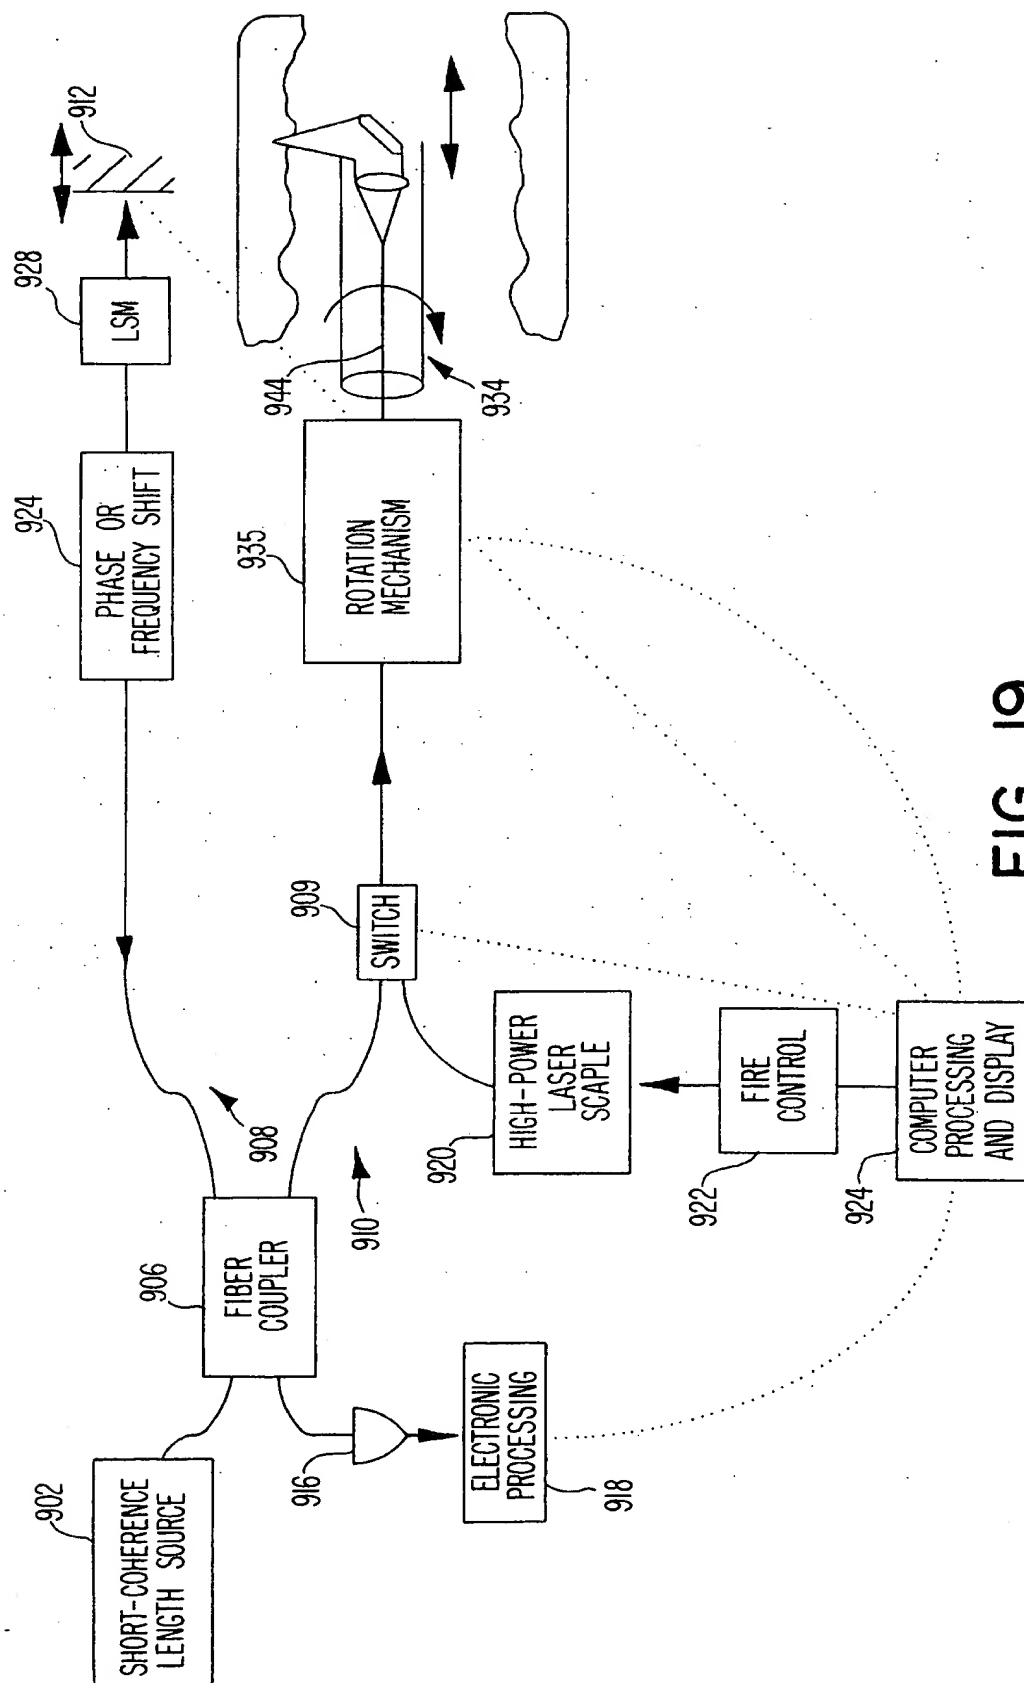 912
928
LSM
924
PHASE OR
FREQUENCY SHIFT
944
934
935
ROTATION
MECHANISM
909
SWITCH
908
910
906
FIBER
COUPLER
902
SHORT-COHERENCE
LENGTH SOURCE
916
ELECTRONIC
PROCESSING
918
920
HIGH-POWER
LASER
SCAPLE
922
FIRE
CONTROL
924
COMPUTER
PROCESSING
AND DISPLAY
FIG. 19